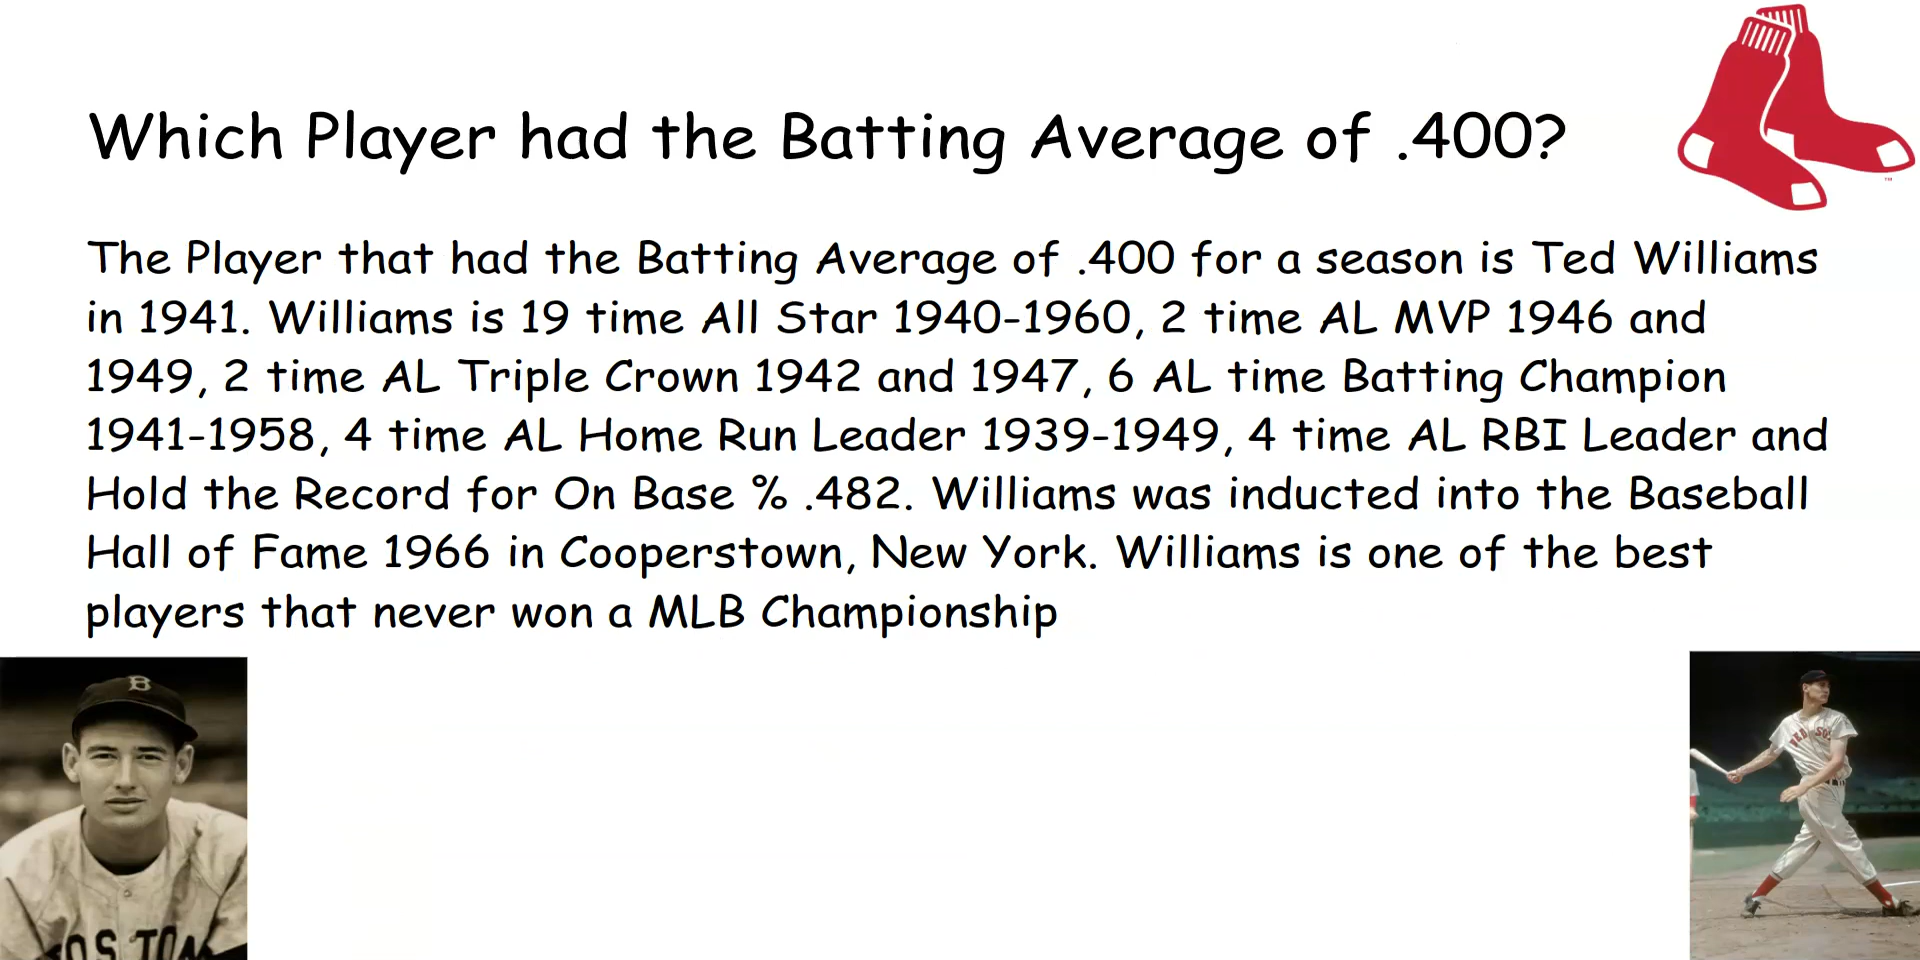 Which Player had the Batting Average of .400?
The Player that had the Batting Average of .400 for a season is Ted Williams
in 1941. Williams is 19 time All Star 1940-1960, 2 time AL MVP 1946 and
1949, 2 time AL Triple Crown 1942 and 1947, 6 AL time Batting Champion
1941-1958, 4 time AL Home Run Leader 1939-1949, 4 time AL RBI Leader and
Hold the Record for On Base % .482. Williams was inducted into the Baseball
Hall of Fame 1966 in Cooperstown, New York. Williams is one of the best
players that never won a MLB Championship
TM
B
BOSTON
RED SOX